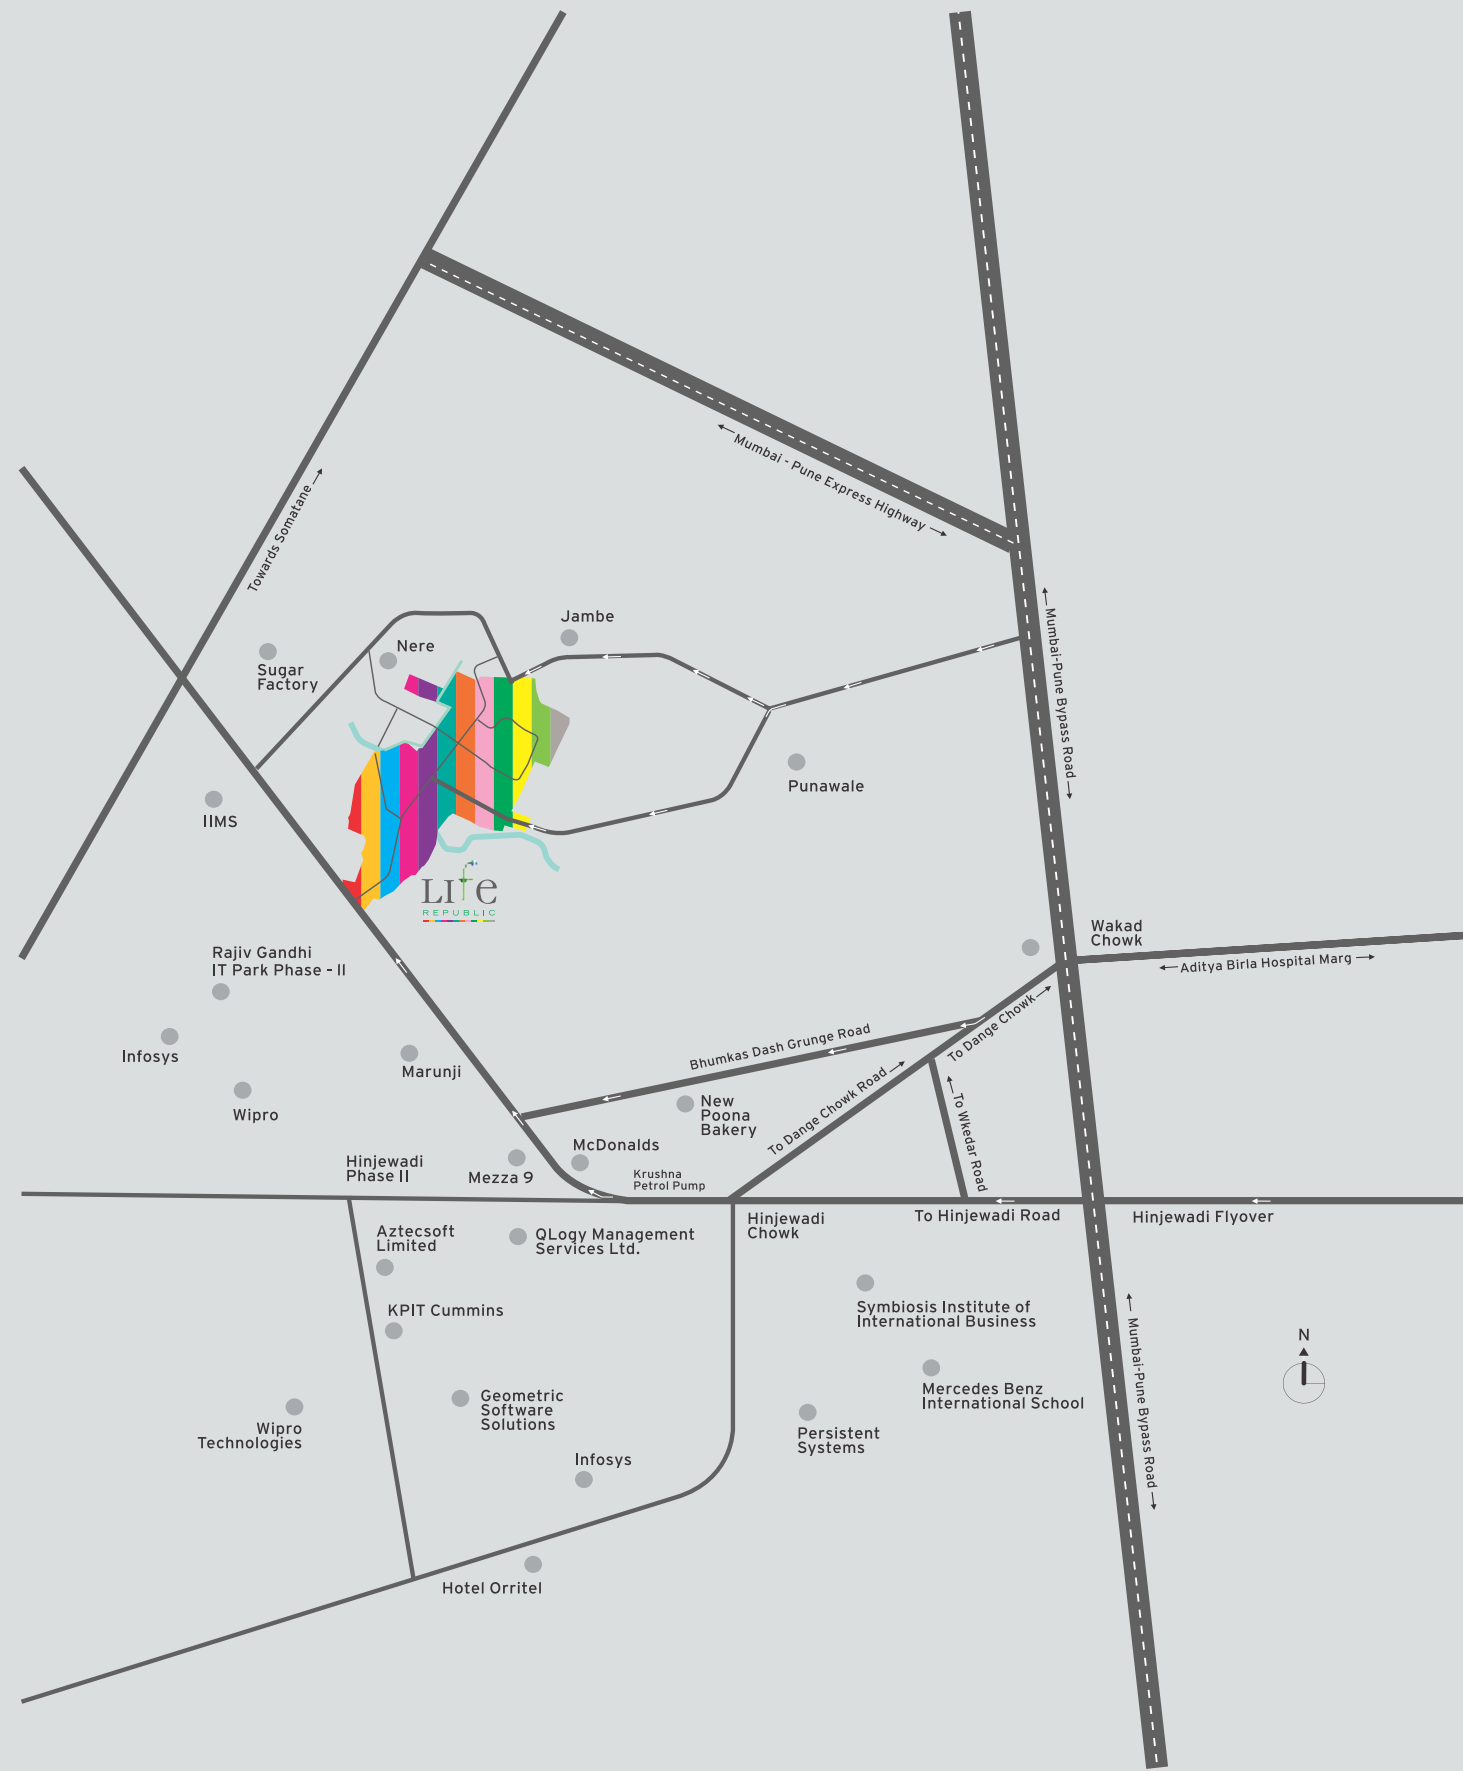 Mumbai - Pune Express Highway
Towards Somatane
Mumbai-Pune Bypass Road
Jambe
Nere
Sugar
Factory
Punawale
IIMS
LIfe
REPUBLIC
Wakad
Chowk
Aditya Birla Hospital Marg
Rajiv Gandhi
IT Park Phase - II
To Dange Chowk
Bhumkas Dash Grunge Road
Infosys
Marunji
Wipro
New
Poona
Bakery
To Dange Chowk Road
To Wkedar Road
McDonalds
Mezza 9
Krushna
Petrol Pump
Hinjewadi
Phase II
Hinjewadi
Chowk
To Hinjewadi Road
Hinjewadi Flyover
Aztecsoft
Limited
QLogy Management
Services Ltd.
KPIT Cummins
Symbiosis Institute of
International Business
Mumbai-Pune Bypass Road
N
Mercedes Benz
International School
Geometric
Software
Solutions
Wipro
Technologies
Persistent
Systems
Infosys
Hotel Orritel